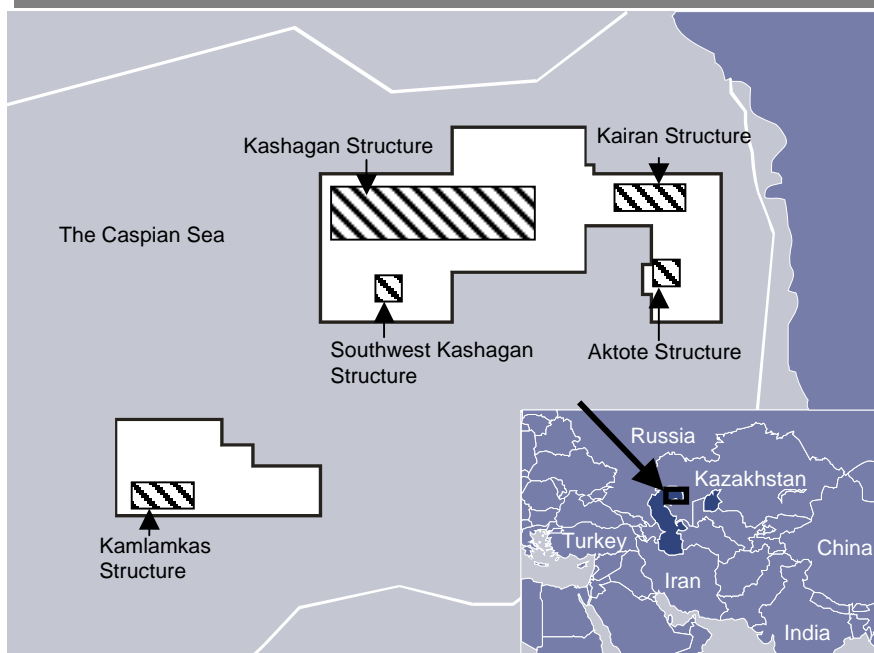 Kashagan Structure
Kairan Structure
The Caspian Sea
Southwest Kashagan
Structure
Aktote Structure
Kamlamkas
Structure
Russia
Kazakhstan
Turkey
China
Iran
India